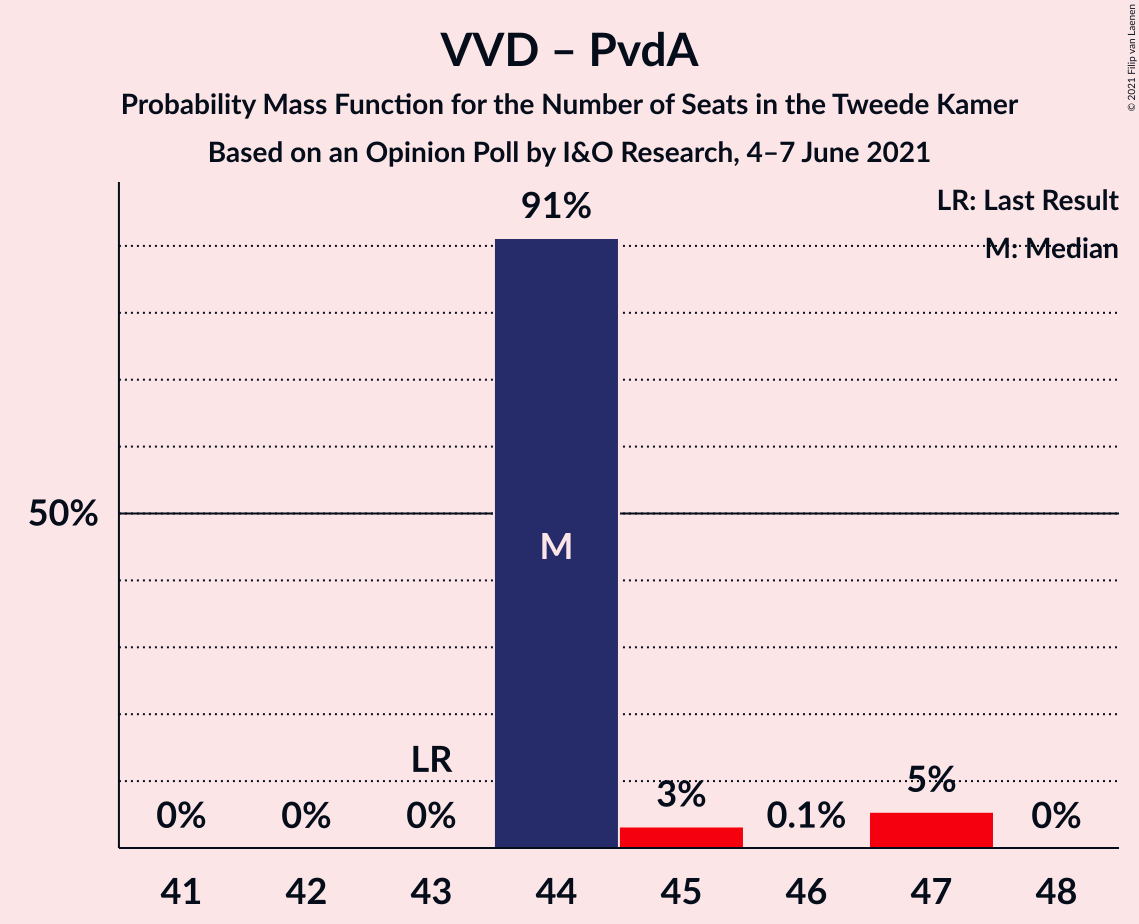 VVD – PvdA
Probability Mass Function for the Number of Seats in the Tweede Kamer
Based on an Opinion Poll by I&O Research, 4–7 June 2021
© 2021 Filip van Laenen
LR: Last Result
M: Median
91%
50%
M
LR
0% 0% 0% 3% 0.1% 5% 0%
41 42 43 44 45 46 47 48